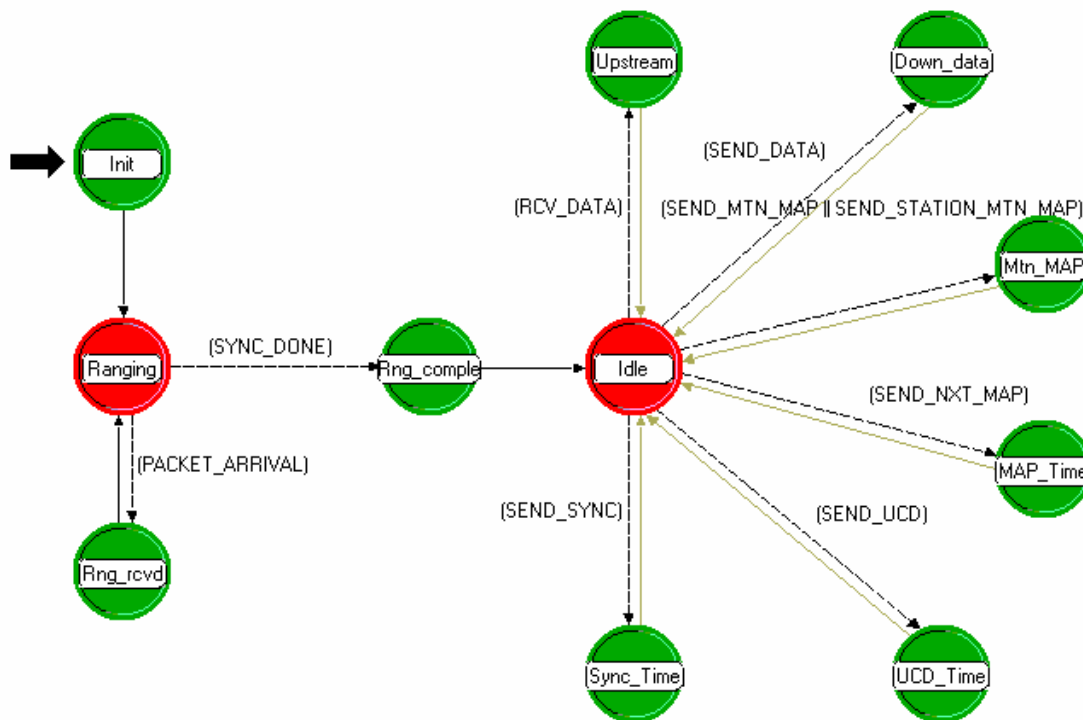 Upstream
Down_data
Init
(SEND_DATA)
(RCV_DATA)
(SEND_MTN_MAP || SEND_STATION_MTN_MAP)
Mtn_MAP
(SYNC_DONE)
Ranging
Rng_comple
Idle
(SEND_NXT_MAP)
(PACKET_ARRIVAL)
MAP_Time
(SEND_SYNC)
(SEND_UCD)
Rng_rcvd
Sync_Time
UCD_Time